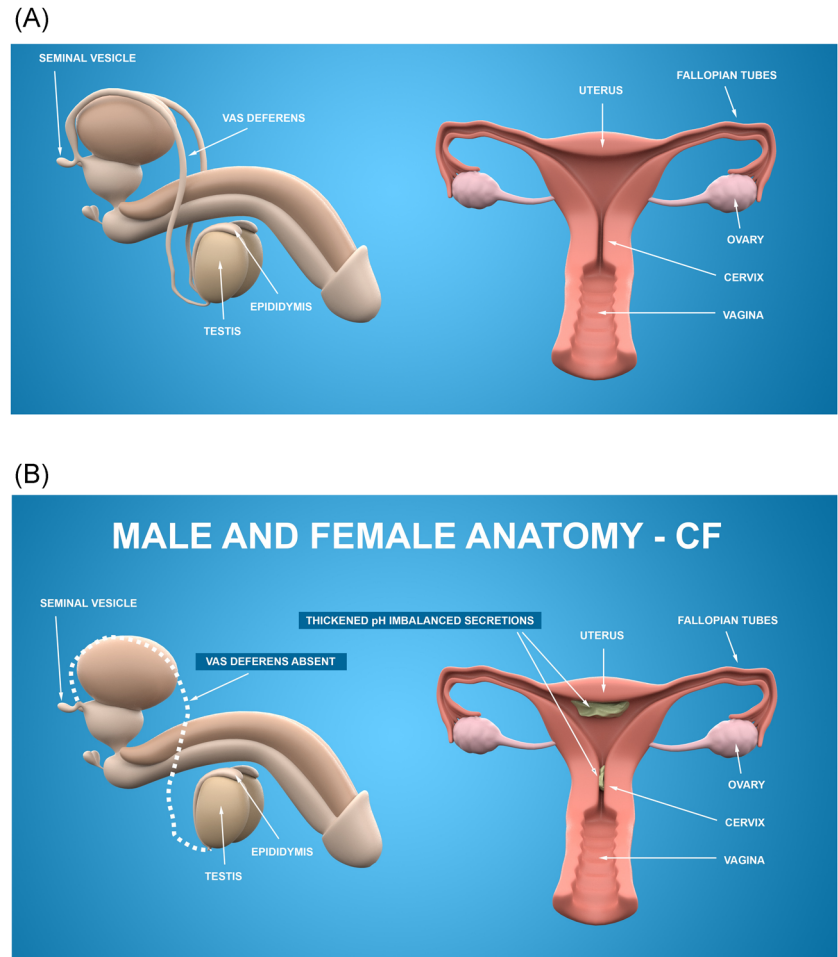 (A)
SEMINAL VESICLE
VAS DEFERENS
EPIDIDYMIS
TESTIS
UTERUS
FALLOPIAN TUBES
OVARY
CERVIX
VAGINA
(B)
MALE AND FEMALE ANATOMY - CF
SEMINAL VESICLE
VAS DEFERENS ABSENT
EPIDIDYMIS
TESTIS
THICKENED pH IMBALANCED SECRETIONS
UTERUS
FALLOPIAN TUBES
OVARY
CERVIX
VAGINA